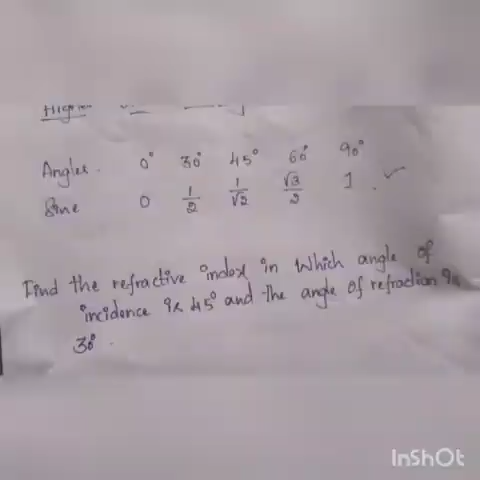 Angles. 0° 30° 45° 60° 90°
Sine 0 1/2 1/√2 √3/2 1.
Find the refractive index in which angle of
incidence is 45° and the angle of refraction is
30°.
InShOt